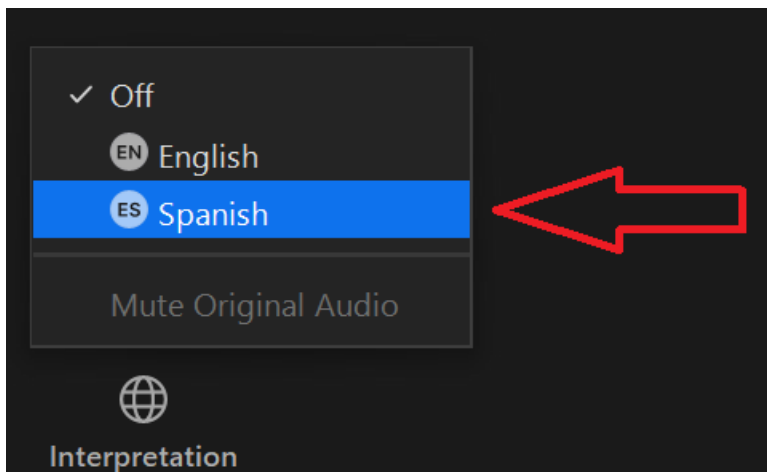 ✓ Off
EN English
ES Spanish
Mute Original Audio
Interpretation